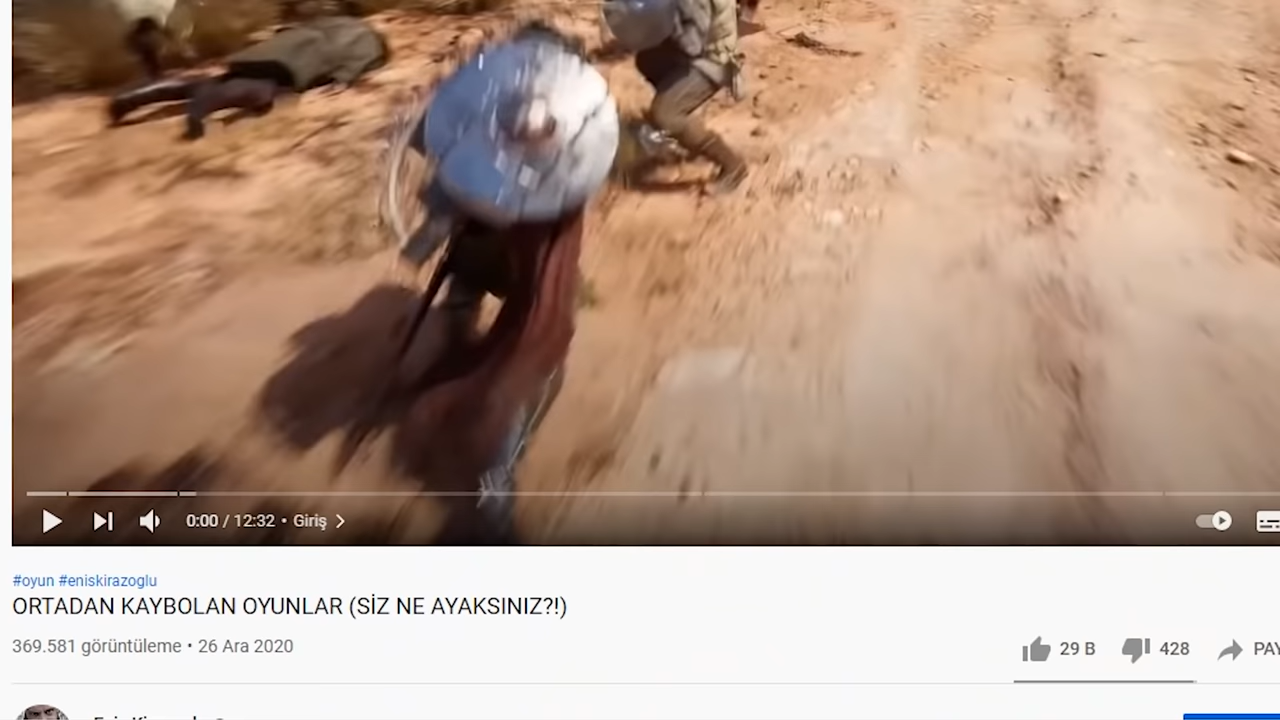 0:00 / 12:32 • Giriş
#oyun #eniskirazoglu
ORTADAN KAYBOLAN OYUNLAR (SİZ NE AYAKSINIZ?!)
369.581 görüntüleme • 26 Ara 2020
29 B 428 PAY